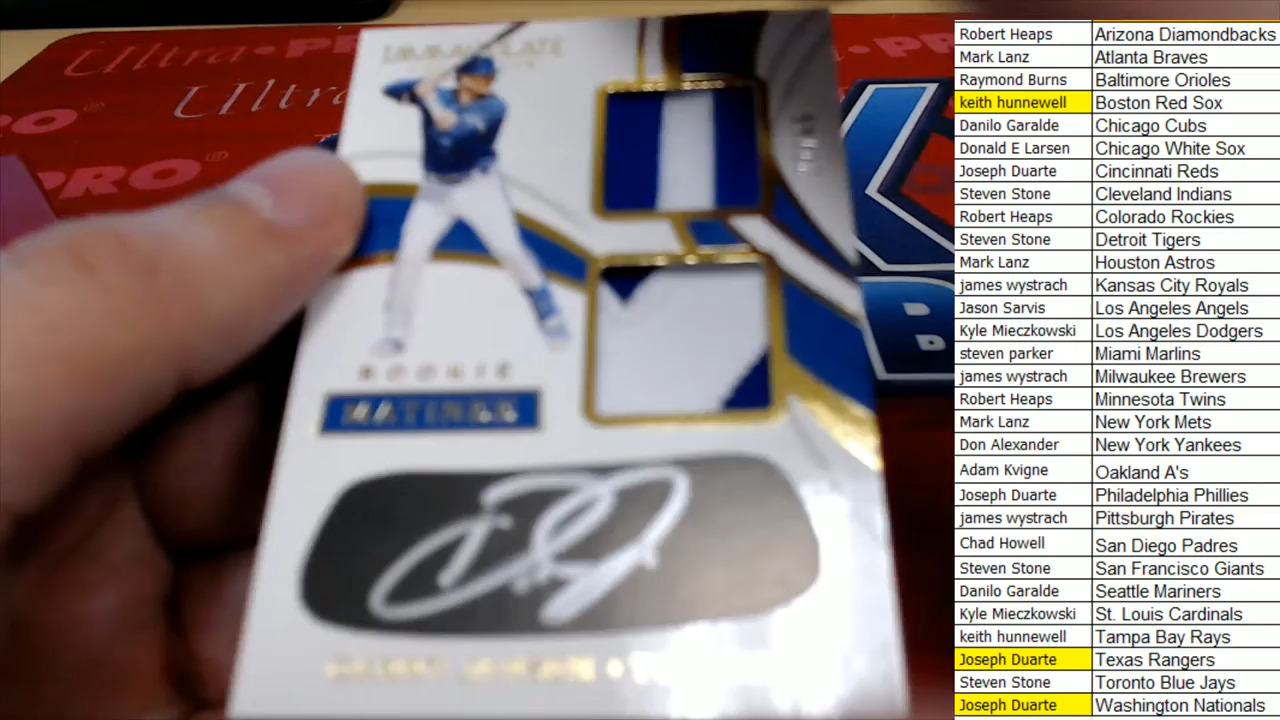 Ultra • PRO
Ultra
PRO
PRO
IMMACULATE
ROOKIE
MATINEE
Robert Heaps Arizona Diamondbacks
Mark Lanz Atlanta Braves
Raymond Burns Baltimore Orioles
keith hunnewell Boston Red Sox
Danilo Garalde Chicago Cubs
Donald E Larsen Chicago White Sox
Joseph Duarte Cincinnati Reds
Steven Stone Cleveland Indians
Robert Heaps Colorado Rockies
Steven Stone Detroit Tigers
Mark Lanz Houston Astros
james wystrach Kansas City Royals
Jason Sarvis Los Angeles Angels
Kyle Mieczkowski Los Angeles Dodgers
steven parker Miami Marlins
james wystrach Milwaukee Brewers
Robert Heaps Minnesota Twins
Mark Lanz New York Mets
Don Alexander New York Yankees
Adam Kvigne Oakland A's
Joseph Duarte Philadelphia Phillies
james wystrach Pittsburgh Pirates
Chad Howell San Diego Padres
Steven Stone San Francisco Giants
Danilo Garalde Seattle Mariners
Kyle Mieczkowski St. Louis Cardinals
keith hunnewell Tampa Bay Rays
Joseph Duarte Texas Rangers
Steven Stone Toronto Blue Jays
Joseph Duarte Washington Nationals